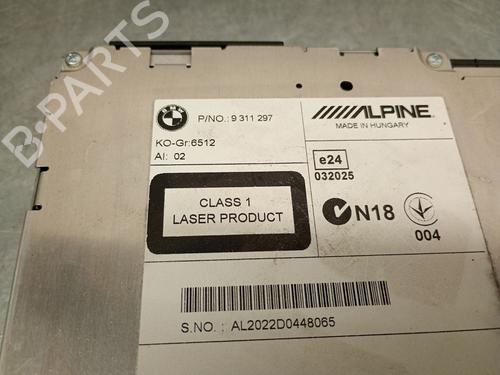 B-PARTS
BMW
P/NO.: 9 311 297
KO-Gr:6512
AI: 02
ALPINE
MADE IN HUNGARY
e24
032025
CLASS 1
LASER PRODUCT
N18
004
S.NO. : AL2022D0448065